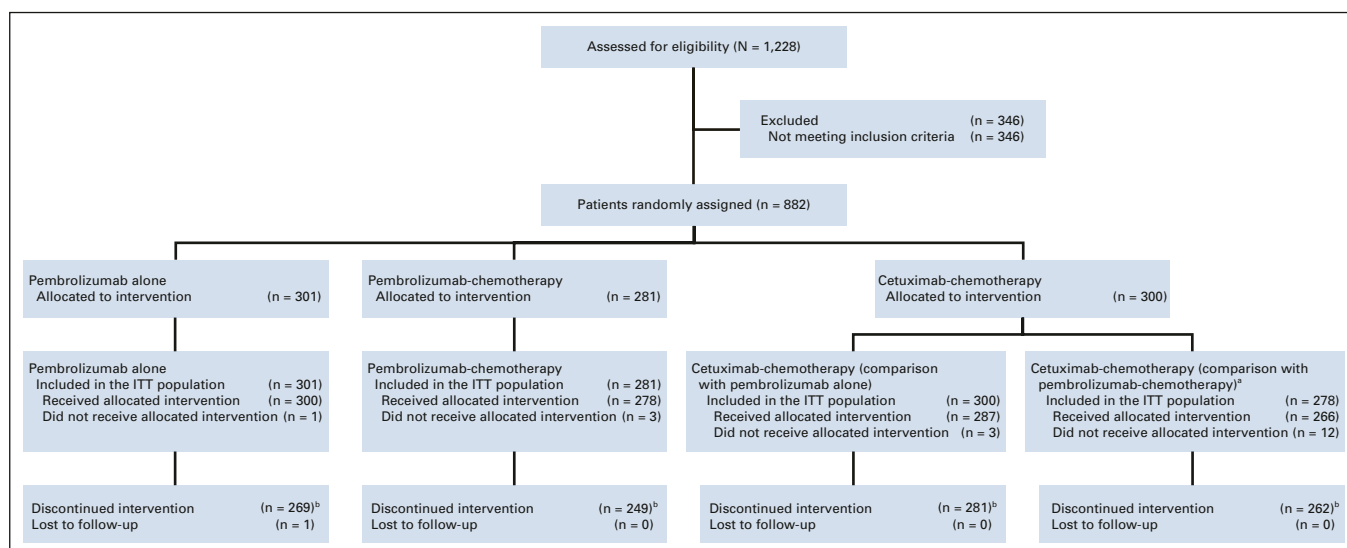 Assessed for eligibility (N = 1,228)
Excluded (n = 346)
Not meeting inclusion criteria (n = 346)
Patients randomly assigned (n = 882)
Pembrolizumab alone
Allocated to intervention (n = 301)
Pembrolizumab-chemotherapy
Allocated to intervention (n = 281)
Cetuximab-chemotherapy
Allocated to intervention (n = 300)
Pembrolizumab alone
Included in the ITT population (n = 301)
Received allocated intervention (n = 300)
Did not receive allocated intervention (n = 1)
Pembrolizumab-chemotherapy
Included in the ITT population (n = 281)
Received allocated intervention (n = 278)
Did not receive allocated intervention (n = 3)
Cetuximab-chemotherapy (comparison
with pembrolizumab alone)
Included in the ITT population (n = 300)
Received allocated intervention (n = 287)
Did not receive allocated intervention (n = 3)
Cetuximab-chemotherapy (comparison with
pembrolizumab-chemotherapy)ᵃ
Included in the ITT population (n = 278)
Received allocated intervention (n = 266)
Did not receive allocated intervention (n = 12)
Discontinued intervention (n = 269)ᵇ
Lost to follow-up (n = 1)
Discontinued intervention (n = 249)ᵇ
Lost to follow-up (n = 0)
Discontinued intervention (n = 281)ᵇ
Lost to follow-up (n = 0)
Discontinued intervention (n = 262)ᵇ
Lost to follow-up (n = 0)